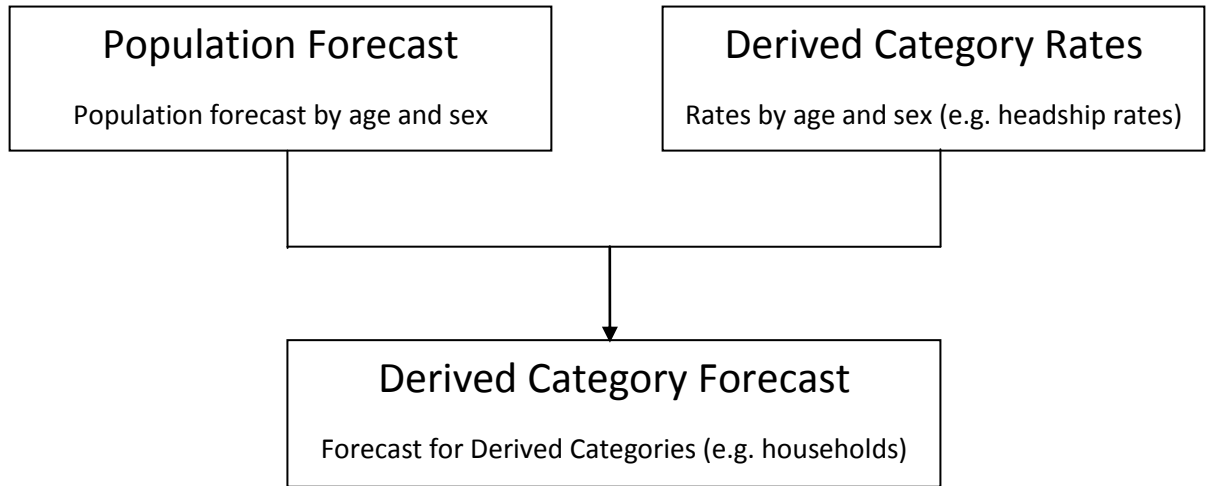 Population Forecast
Population forecast by age and sex
Derived Category Rates
Rates by age and sex (e.g. headship rates)
Derived Category Forecast
Forecast for Derived Categories (e.g. households)